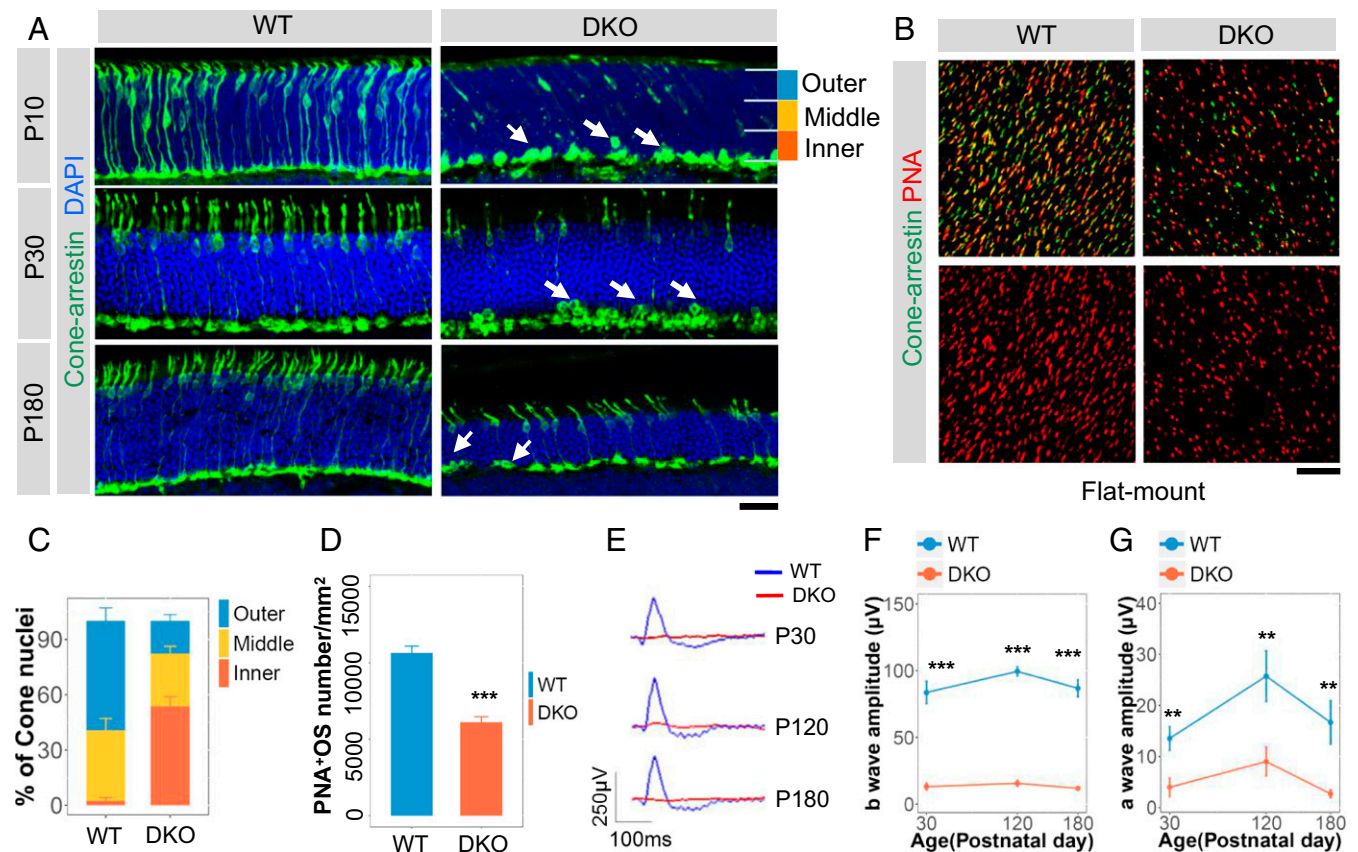 A
WT
DKO
P10
P30
P180
Cone-arrestin DAPI
Outer
Middle
Inner
B
WT
DKO
Cone-arrestin PNA
Flat-mount
C
% of Cone nuclei
90
60
30
0
WT
DKO
Outer
Middle
Inner
D
PNA⁺OS number/mm²
15000
10000
5000
0
***
WT
DKO
WT
DKO
E
WT
DKO
P30
P120
P180
250µV
100ms
F
WT
DKO
b wave amplitude (µV)
150
100
50
0
***
***
***
30
120
180
Age(Postnatal day)
G
WT
DKO
a wave amplitude (µV)
40
30
20
10
0
**
**
**
30
120
180
Age(Postnatal day)